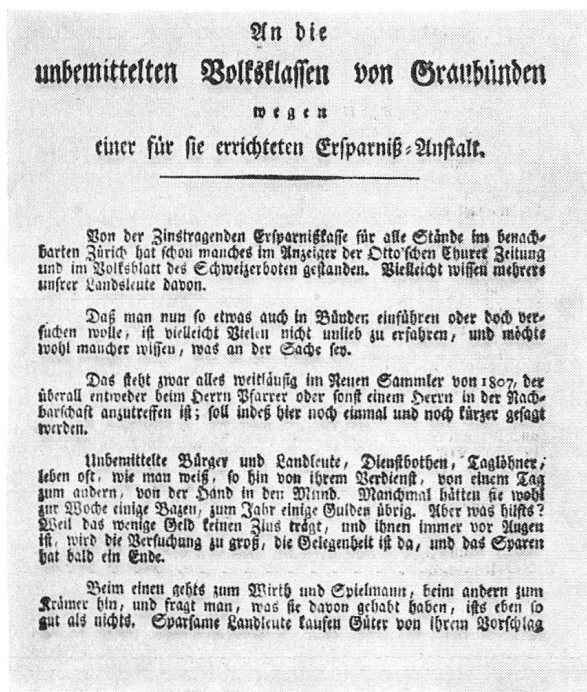 An die
unbemittelten Volksklassen von Graubünden
wegen
einer für sie errichteten Ersparniß-Anstalt.
Von der Zinstragenden Ersparnißkasse für alle Stände im benach-
barten Zürich hat schon manches im Anzeiger der Otto'schen Churer Zeitung
und im Volksblatt des Schweizerboten gestanden. Vielleicht wissen mehrere
unsrer Landsleute davon.
Daß man nun so etwas auch in Bünden einführen oder doch ver-
suchen wolle, ist vielleicht Vielen nicht unlieb zu erfahren, und möchte
wohl mancher wissen, was an der Sache sey.
Das steht zwar alles weitläufig im Neuen Sammler von 1807, der
überall entweder beim Herrn Pfarrer oder sonst einem Herrn in der Nach-
barschaft anzutreffen ist; soll indeß hier noch einmal und noch kürzer gesagt
werden.
Unbemittelte Bürger und Landleute, Dienstbothen, Taglöhner,
leben oft, wie man weiß, so hin von ihrem Verdienst, von einem Tag
zum andern, von der Hand in den Mund. Manchmal hätten sie wohl
zur Woche einige Bazen, zum Jahr einige Gulden übrig. Aber was hilfts?
Weil das wenige Geld keinen Zins trägt, und ihnen immer vor Augen
ist, wird die Versuchung zu groß, die Gelegenheit ist da, und das Sparen
hat bald ein Ende.
Beim einen gehts zum Wirth und Spielmann, beim andern zum
Krämer hin, und fragt man, was sie davon gehabt haben, ists eben so
gut als nichts. Sparsame Landleute kaufen Güter von ihrem Vorschlag